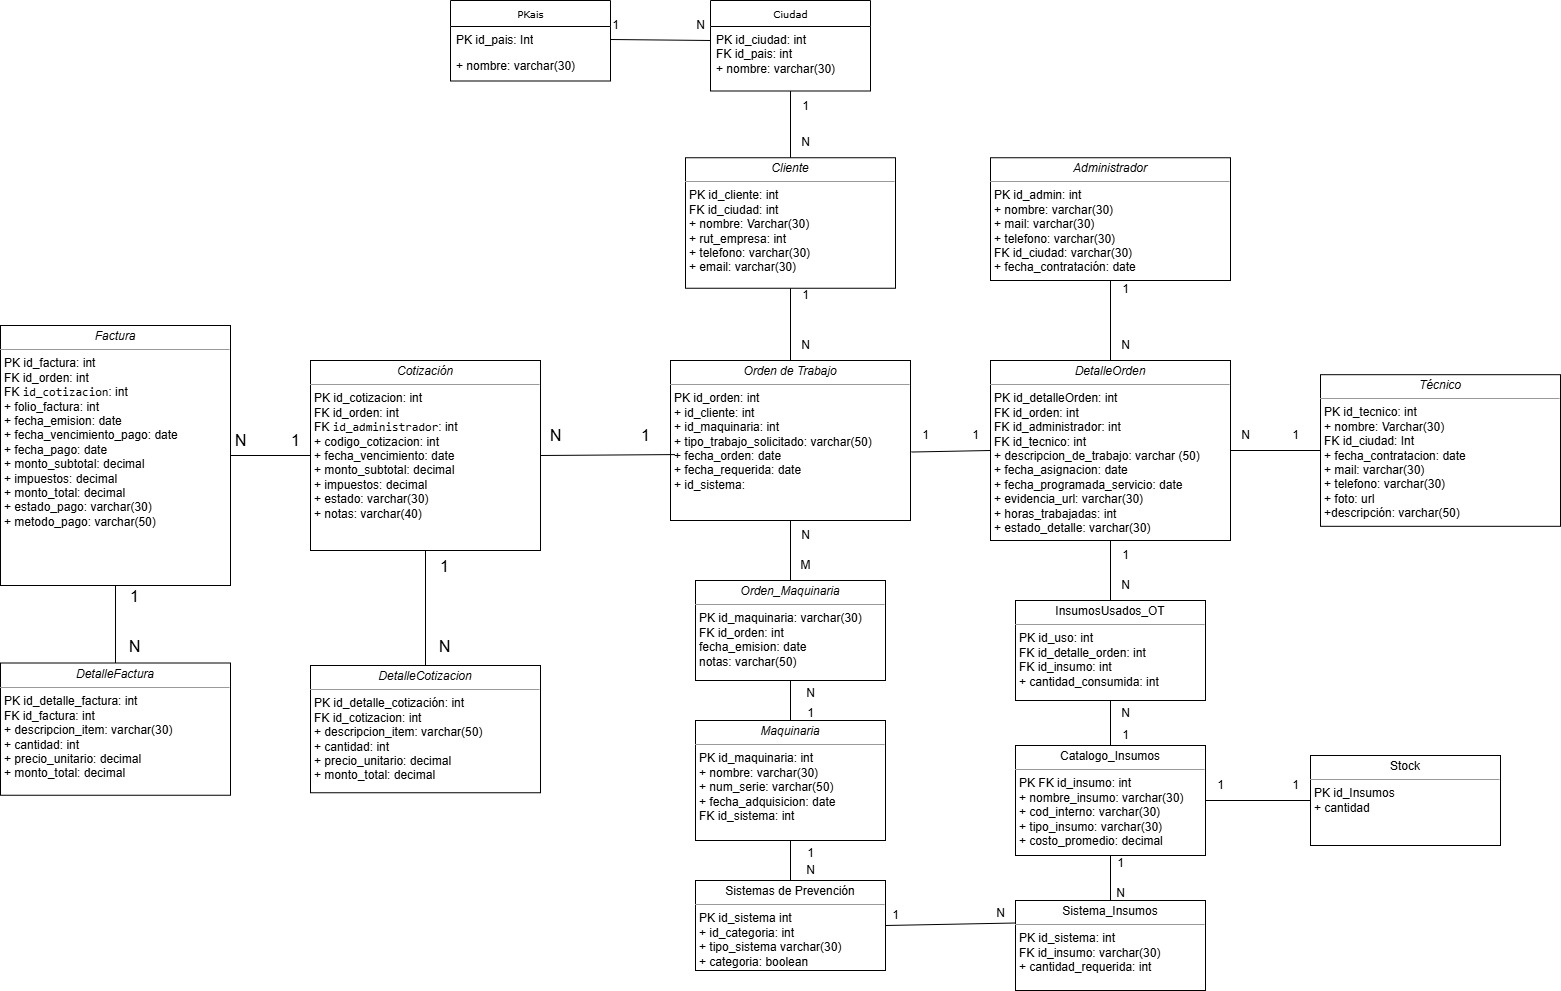 PKais
PK id_pais: Int
+ nombre: varchar(30)
1
N
Ciudad
PK id_ciudad: int
FK id_pais: int
+ nombre: varchar(30)
1
N
Cliente
PK id_cliente: int
FK id_ciudad: int
+ nombre: Varchar(30)
+ rut_empresa: int
+ telefono: varchar(30)
+ email: varchar(30)
1
N
Administrador
PK id_admin: int
+ nombre: varchar(30)
+ mail: varchar(30)
+ telefono: varchar(30)
FK id_ciudad: varchar(30)
+ fecha_contratación: date
1
N
Factura
PK id_factura: int
FK id_orden: int
FK id_cotizacion: int
+ folio_factura: int
+ fecha_emision: date
+ fecha_vencimiento_pago: date
+ fecha_pago: date
+ monto_subtotal: decimal
+ impuestos: decimal
+ monto_total: decimal
+ estado_pago: varchar(30)
+ metodo_pago: varchar(50)
N
1
Cotización
PK id_cotizacion: int
FK id_orden: int
FK id_administrador: int
+ codigo_cotizacion: int
+ fecha_vencimiento: date
+ monto_subtotal: decimal
+ impuestos: decimal
+ estado: varchar(30)
+ notas: varchar(40)
N
1
Orden de Trabajo
PK id_orden: int
+ id_cliente: int
+ id_maquinaria: int
+ tipo_trabajo_solicitado: varchar(50)
+ fecha_orden: date
+ fecha_requerida: date
+ id_sistema:
1
1
DetalleOrden
PK id_detalleOrden: int
FK id_orden: int
FK id_administrador: int
FK id_tecnico: int
+ descripcion_de_trabajo: varchar (50)
+ fecha_asignacion: date
+ fecha_programada_servicio: date
+ evidencia_url: varchar(30)
+ horas_trabajadas: int
+ estado_detalle: varchar(30)
N
1
Técnico
PK id_tecnico: int
+ nombre: Varchar(30)
FK id_ciudad: Int
+ fecha_contratacion: date
+ mail: varchar(30)
+ telefono: varchar(30)
+ foto: url
+descripción: varchar(50)
1
N
DetalleFactura
PK id_detalle_factura: int
FK id_factura: int
+ descripcion_item: varchar(30)
+ cantidad: int
+ precio_unitario: decimal
+ monto_total: decimal
1
N
DetalleCotizacion
PK id_detalle_cotización: int
FK id_cotizacion: int
+ descripcion_item: varchar(50)
+ cantidad: int
+ precio_unitario: decimal
+ monto_total: decimal
N
M
Orden_Maquinaria
PK id_maquinaria: varchar(30)
FK id_orden: int
fecha_emision: date
notas: varchar(50)
N
1
Maquinaria
PK id_maquinaria: int
+ nombre: varchar(30)
+ num_serie: varchar(50)
+ fecha_adquisicion: date
FK id_sistema: int
1
N
Sistemas de Prevención
PK id_sistema int
+ id_categoria: int
+ tipo_sistema varchar(30)
+ categoria: boolean
1
N
1
N
InsumosUsados_OT
PK id_uso: int
FK id_detalle_orden: int
FK id_insumo: int
+ cantidad_consumida: int
N
1
Catalogo_Insumos
PK FK id_insumo: int
+ nombre_insumo: varchar(30)
+ cod_interno: varchar(30)
+ tipo_insumo: varchar(30)
+ costo_promedio: decimal
1
1
Stock
PK id_Insumos
+ cantidad
1
N
Sistema_Insumos
PK id_sistema: int
FK id_insumo: varchar(30)
+ cantidad_requerida: int